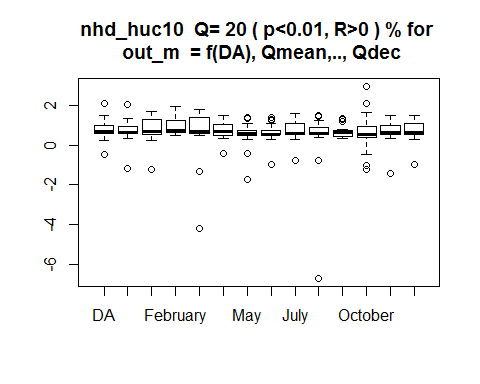 nhd_huc10 Q= 20 ( p<0.01, R>0 ) % for
out_m = f(DA), Qmean,.., Qdec
2
0
-2
-4
-6
DA February May July October